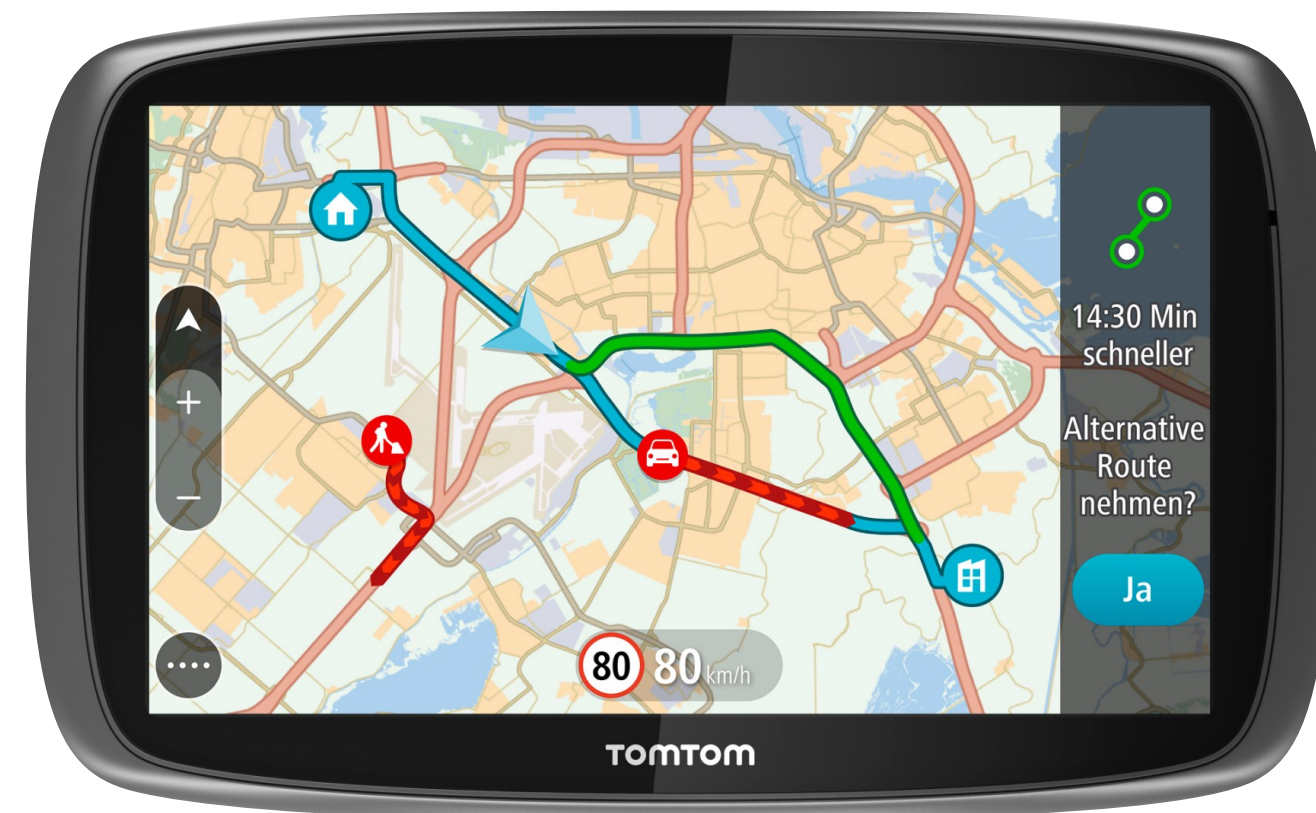 14:30 Min
schneller
Alternative
Route
nehmen?
Ja
80 80 km/h
TOMTOM